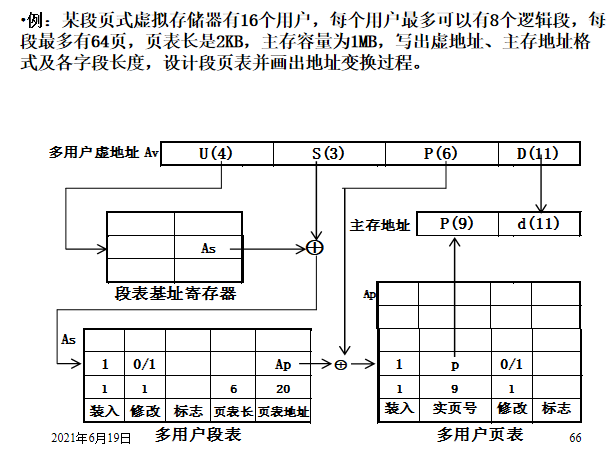 •例：某段页式虚拟存储器有16个用户，每个用户最多可以有8个逻辑段，每
段最多有64页，页表长是2KB，主存容量为1MB，写出虚地址、主存地址格
式及各字段长度，设计段页表并画出地址变换过程。
多用户虚地址 Av U(4) S(3) P(6) D(11)
主存地址 P(9) d(11)
As
段表基址寄存器
Ap
As
1 0/1 Ap
1 1 6 20
装入 修改 标志 页表长 页表地址
多用户段表
1 p 0/1
1 9 1
装入 实页号 修改 标志
多用户页表
2021年6月19日
66